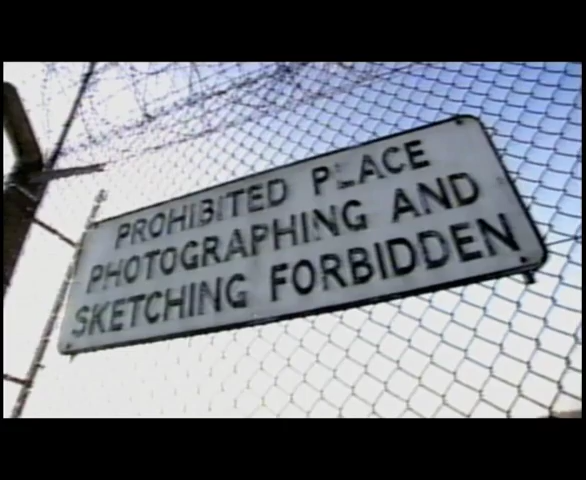 PROHIBITED PLACE
PHOTOGRAPHING AND
SKETCHING FORBIDDEN